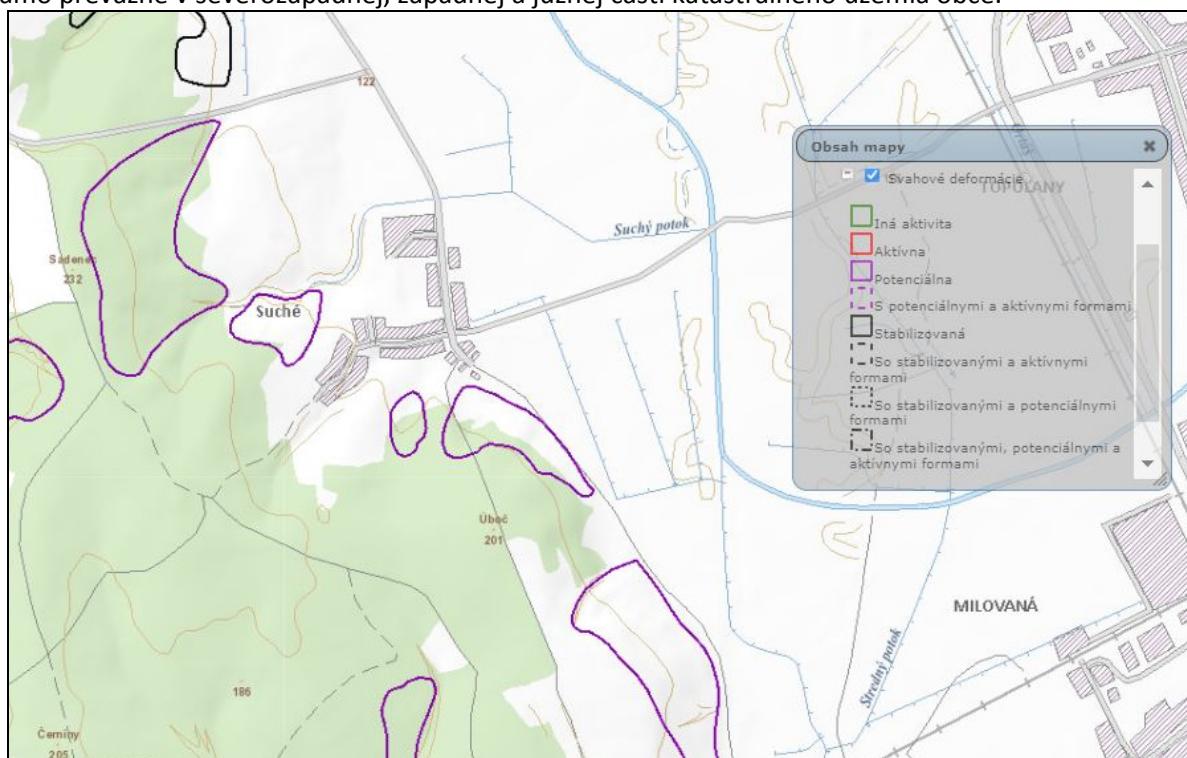 amo prevažne v severozápadnej, západnej a južnej časti katastrálneho územia obce.
122
Suchý potok
Sádenec
232
Suché
Úboč
201
186
Černiny
205
MILOVANÁ
Stredný potok
TOPOĽANY
Obsah mapy
Svahové deformácie
Iná aktivita
Aktívna
Potenciálna
S potenciálnymi a aktívnymi formami
Stabilizovaná
So stabilizovanými a aktívnymi
formami
So stabilizovanými a potenciálnymi
formami
So stabilizovanými, potenciálnymi a
aktívnymi formami